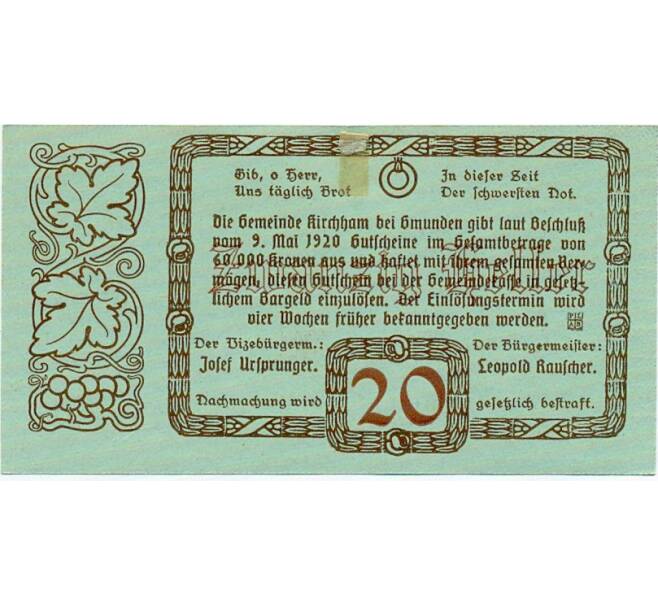 Gib, o Herr, In dieser Zeit
Uns täglich Brot Der schwersten Not.
Die Gemeinde Kirchham bei Gmunden gibt laut Beschluß
vom 9. Mai 1920 Gutscheine im Gesamtbetrage von
60.000 Kronen aus und haftet mit ihrem gesamten Ver-
mögen, diesen Gutschein bei der Gemeindekasse in gesetz-
lichem Bargeld einzulösen. Der Einlösungstermin wird
vier Wochen früher bekanntgegeben werden.
Zwanzig Heller
Der Vizebürgerm.: Der Bürgermeister:
Josef Ursprunger. Leopold Rauscher.
20
Nachmachung wird gesetzlich bestraft.